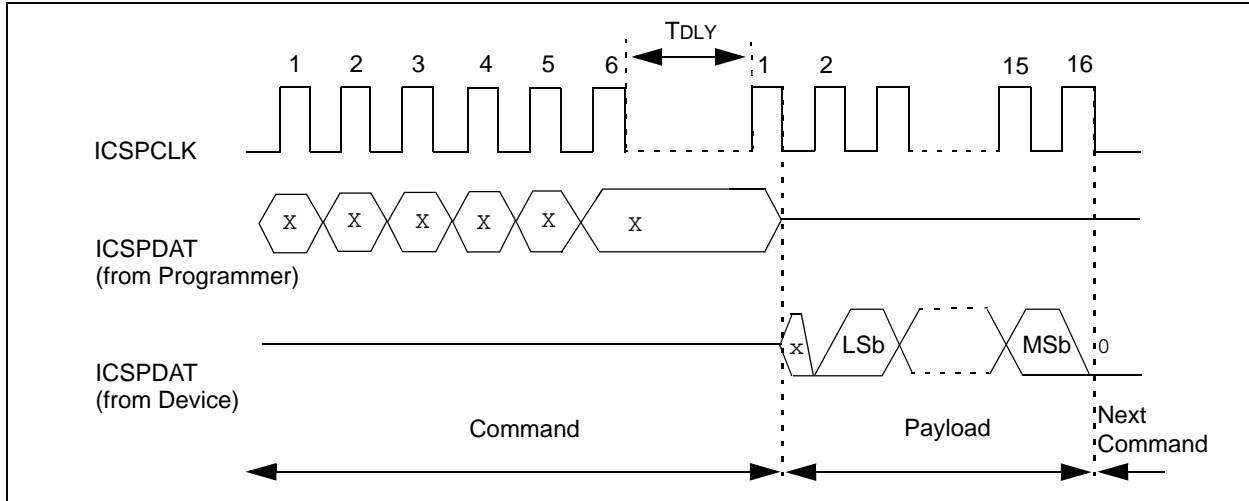 TDLY
1 2 3 4 5 6 1 2 15 16
ICSPCLK
X X X X X X
ICSPDAT
(from Programmer)
x LSb MSb 0
ICSPDAT
(from Device)
Command
Payload
Next
Command